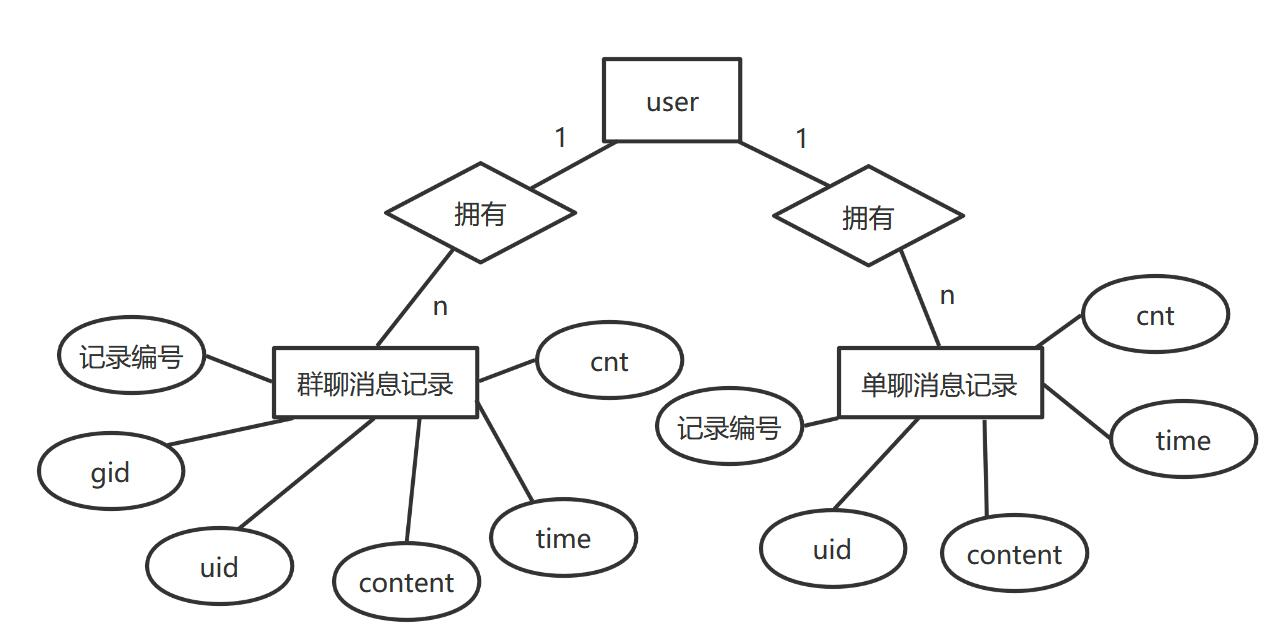 user
1
1
拥有
拥有
n
n
记录编号
群聊消息记录
cnt
gid
uid
content
time
单聊消息记录
cnt
记录编号
time
uid
content